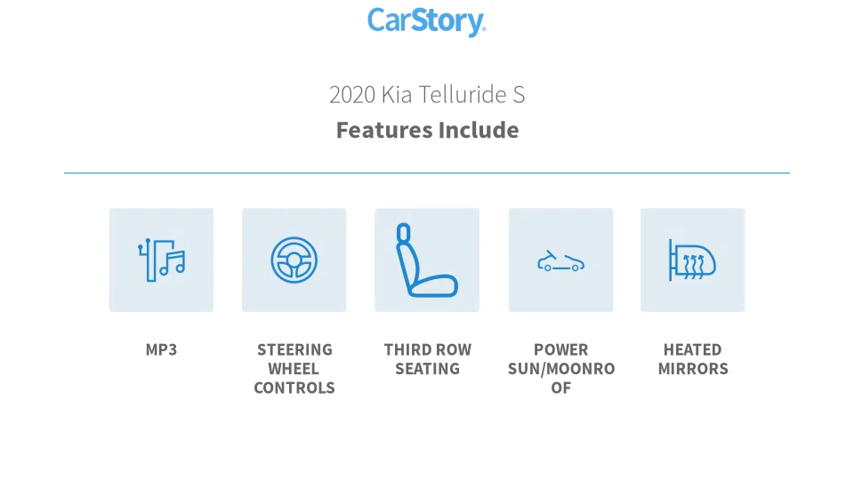 CarStory
2020 Kia Telluride S
Features Include
MP3
STEERING
WHEEL
CONTROLS
THIRD ROW
SEATING
POWER
SUN/MOONRO
OF
HEATED
MIRRORS